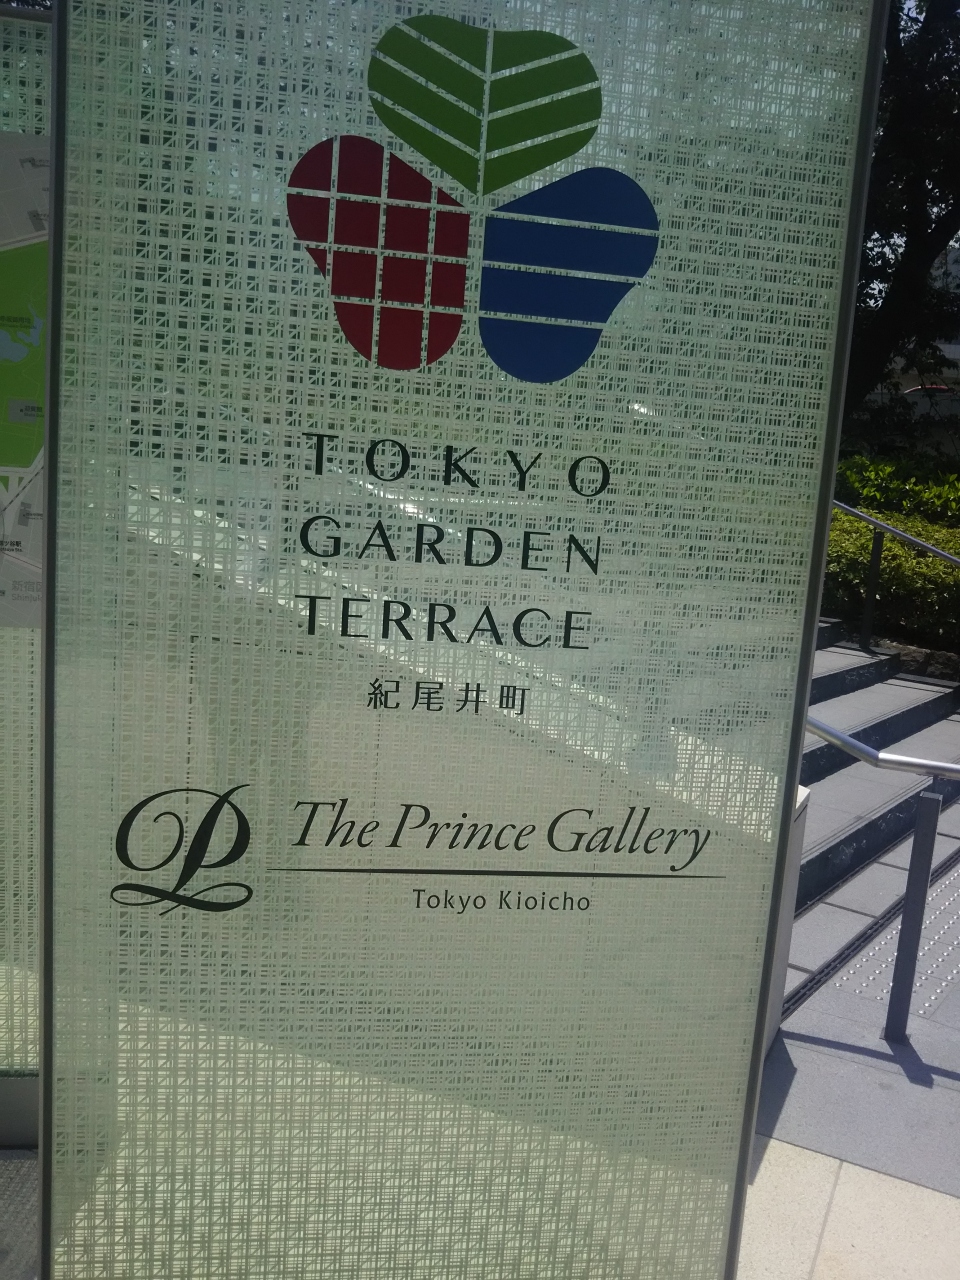 TOKYO
GARDEN
TERRACE
紀尾井町
The Prince Gallery
Tokyo Kioicho